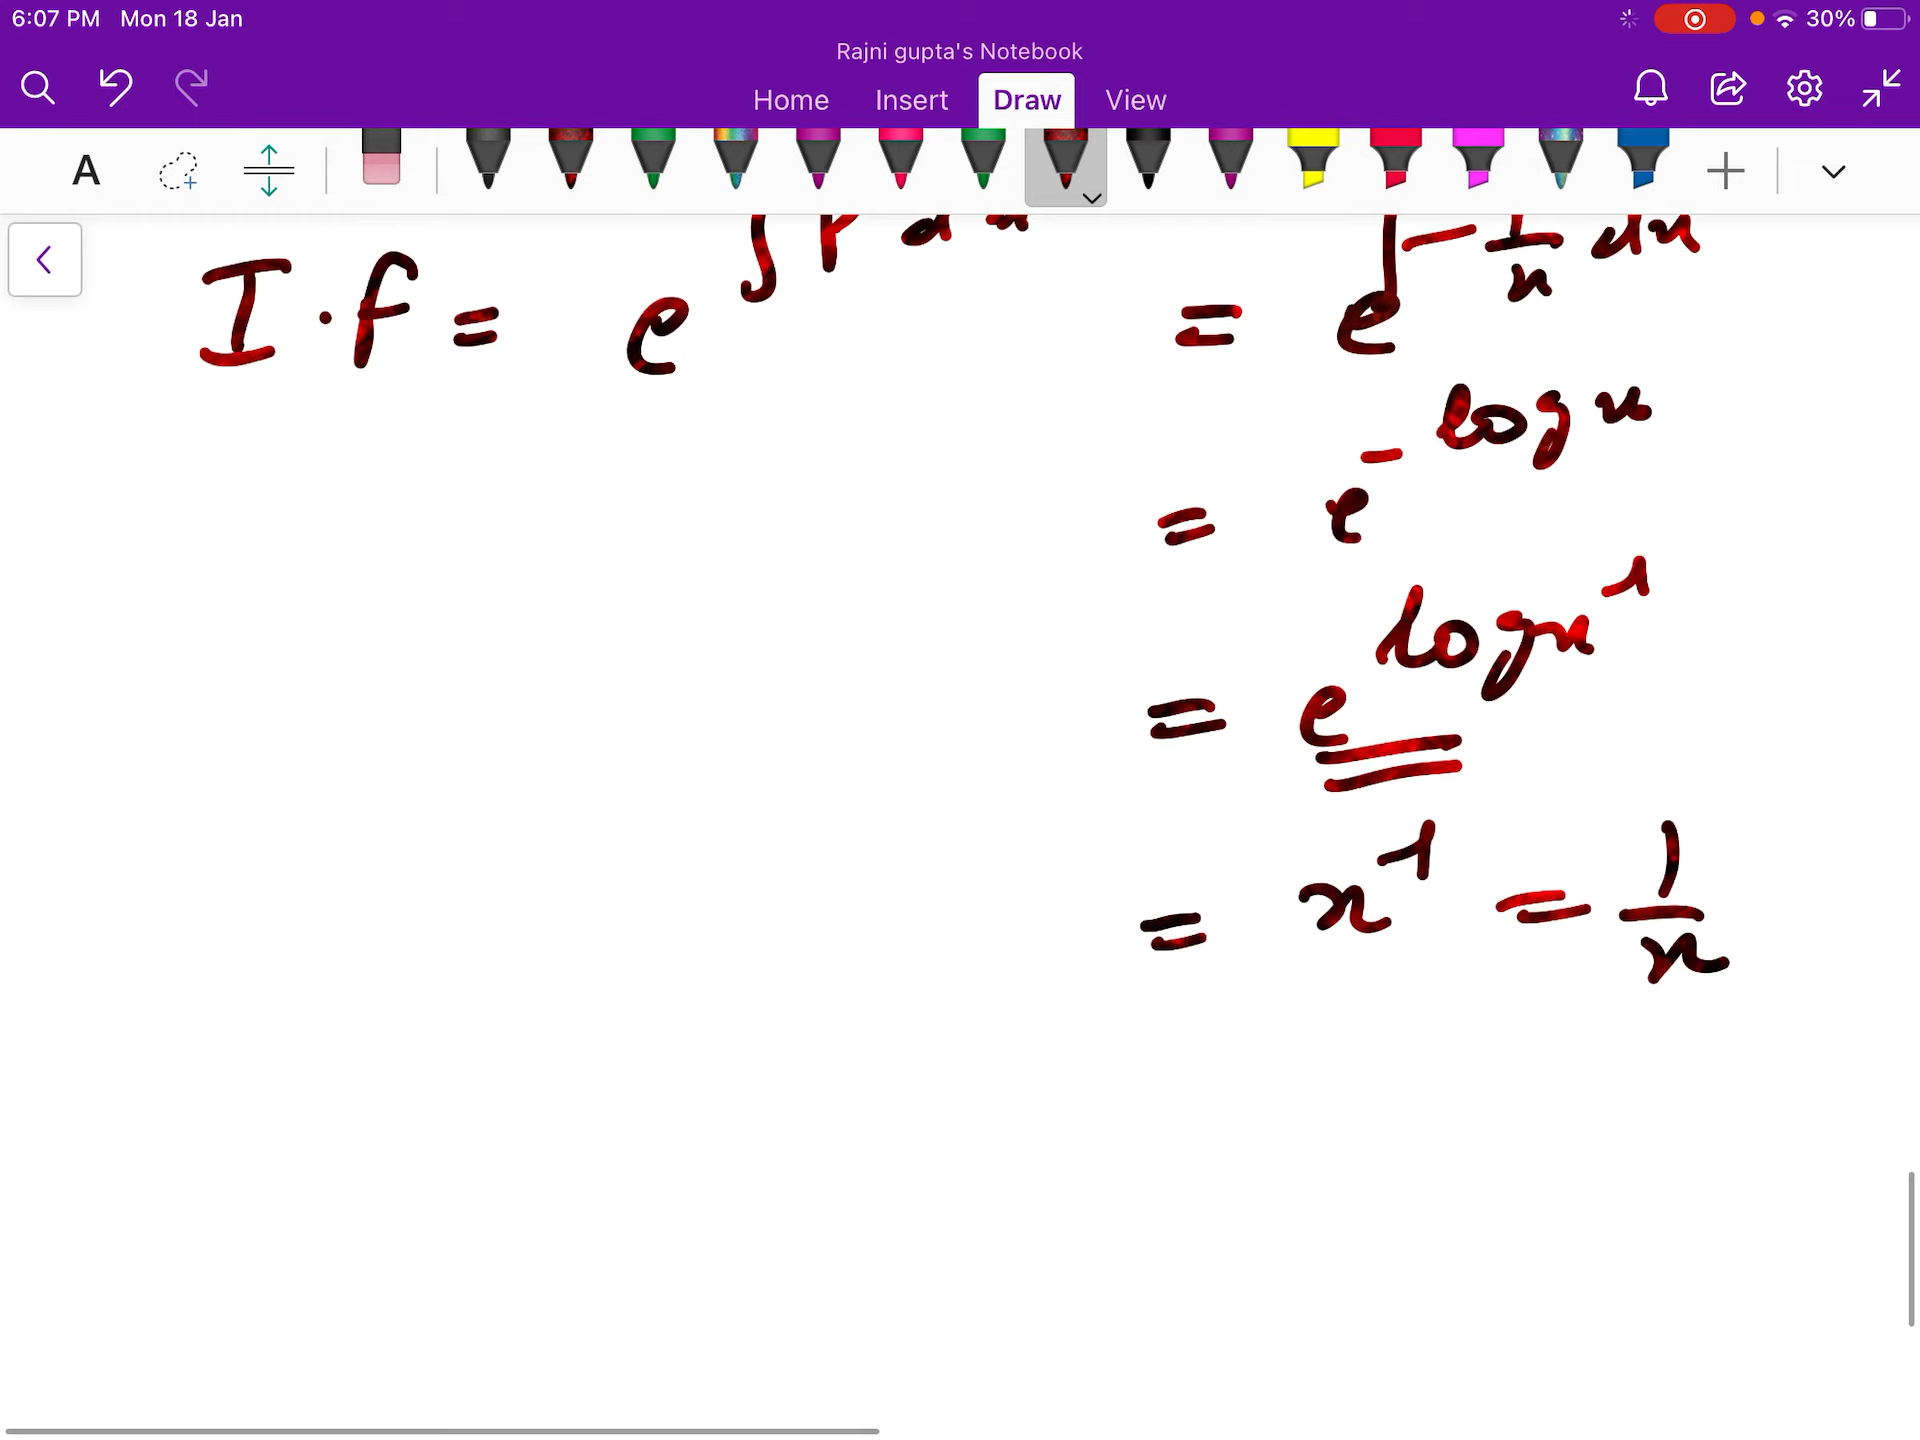 6:07 PM Mon 18 Jan 30%
Rajni gupta's Notebook
Home Insert Draw View
A
I.f = e^{∫P dx} = e^{∫-1/x dx}
= e^{-log x}
= e^{log x^{-1}}
= x^{-1} = 1/x